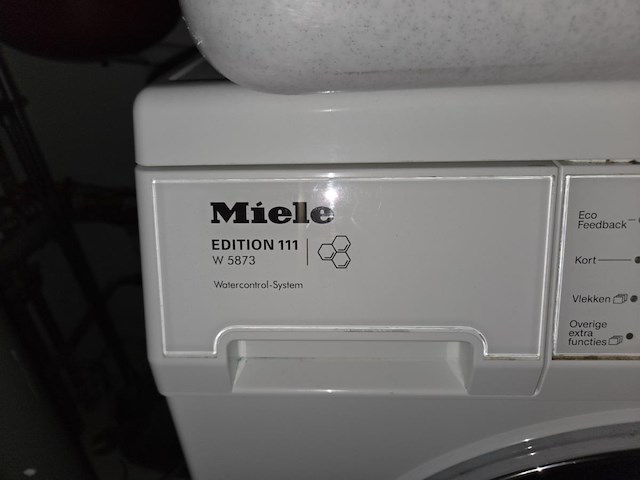 Miele
EDITION 111
W 5873
Watercontrol-System
Eco
Feedback
Kort
Vlekken
Overige
extra
functies